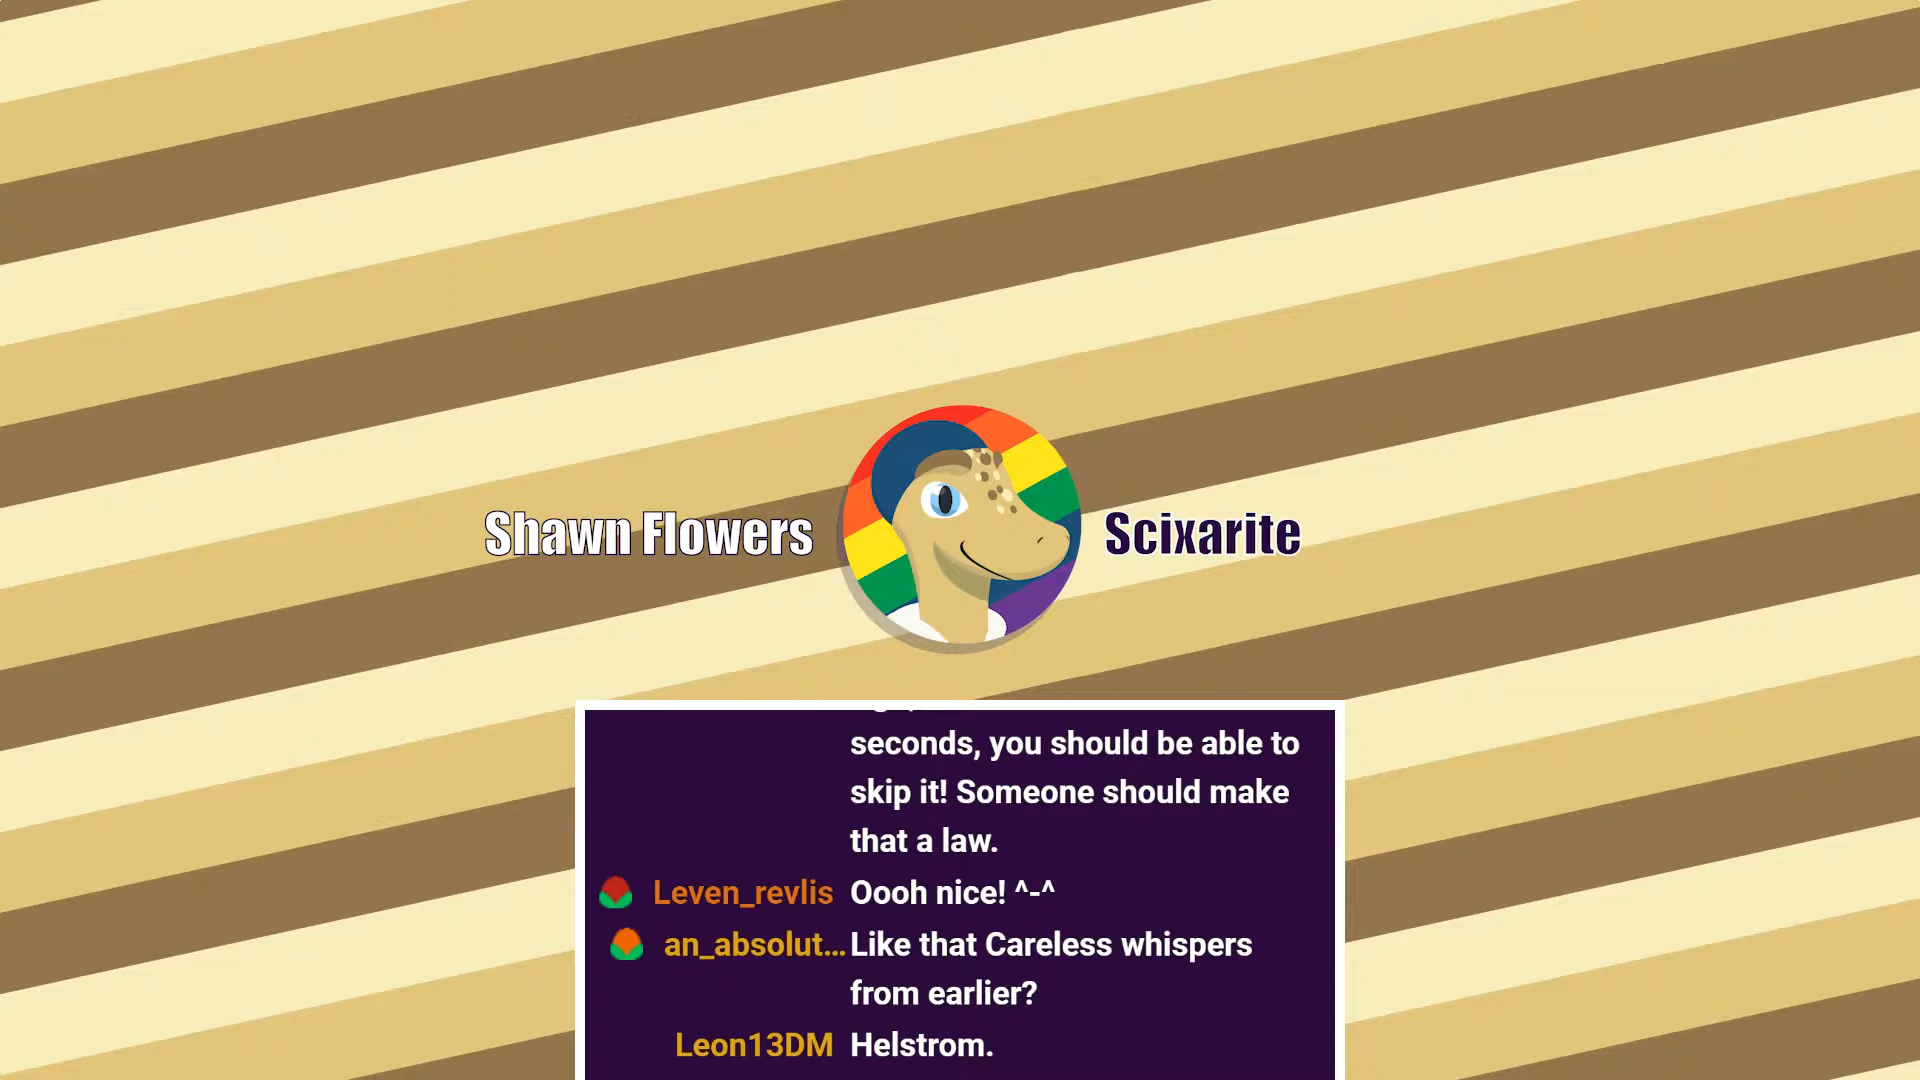 Shawn Flowers
Scixarite
seconds, you should be able to
skip it! Someone should make
that a law.
Leven_revlis Oooh nice! ^-^
an_absolut... Like that Careless whispers
from earlier?
Leon13DM Helstrom.